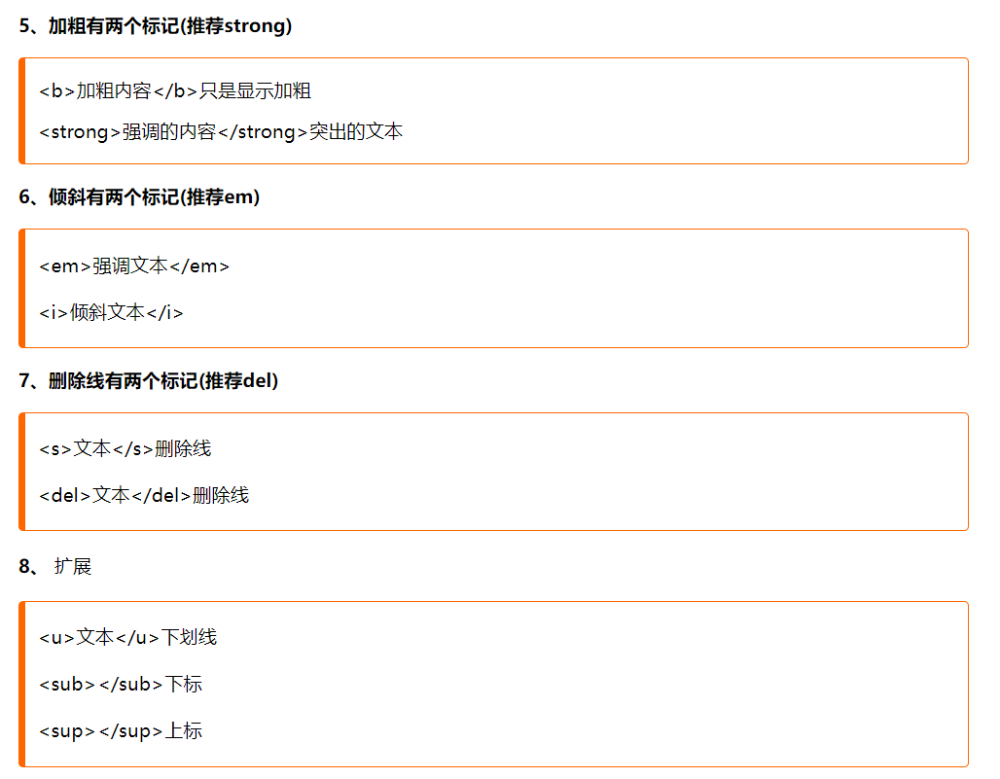 5、加粗有两个标记(推荐strong)
<b>加粗内容</b>只是显示加粗
<strong>强调的内容</strong>突出的文本
6、倾斜有两个标记(推荐em)
<em>强调文本</em>
<i>倾斜文本</i>
7、删除线有两个标记(推荐del)
<s>文本</s>删除线
<del>文本</del>删除线
8、 扩展
<u>文本</u>下划线
<sub></sub>下标
<sup></sup>上标